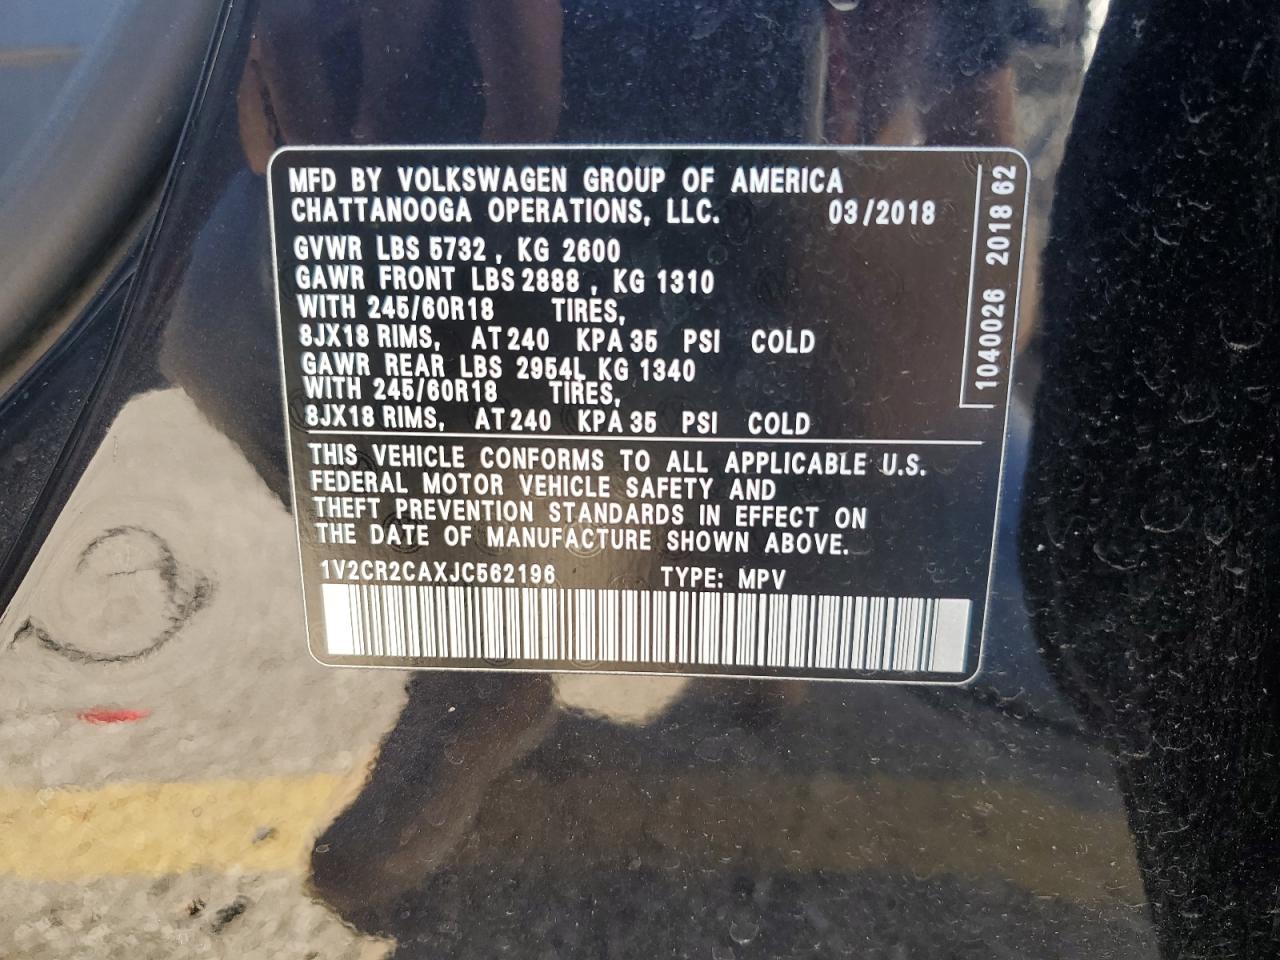 MFD BY VOLKSWAGEN GROUP OF AMERICA
CHATTANOOGA OPERATIONS, LLC. 03/2018
GVWR LBS 5732 , KG 2600
GAWR FRONT LBS 2888 , KG 1310
WITH 245/60R18 TIRES,
8JX18 RIMS, AT 240 KPA 35 PSI COLD
GAWR REAR LBS 2954L KG 1340
WITH 245/60R18 TIRES,
8JX18 RIMS, AT 240 KPA 35 PSI COLD
THIS VEHICLE CONFORMS TO ALL APPLICABLE U.S.
FEDERAL MOTOR VEHICLE SAFETY AND
THEFT PREVENTION STANDARDS IN EFFECT ON
THE DATE OF MANUFACTURE SHOWN ABOVE.
1V2CR2CAXJC562196 TYPE: MPV
1040026 2018 62